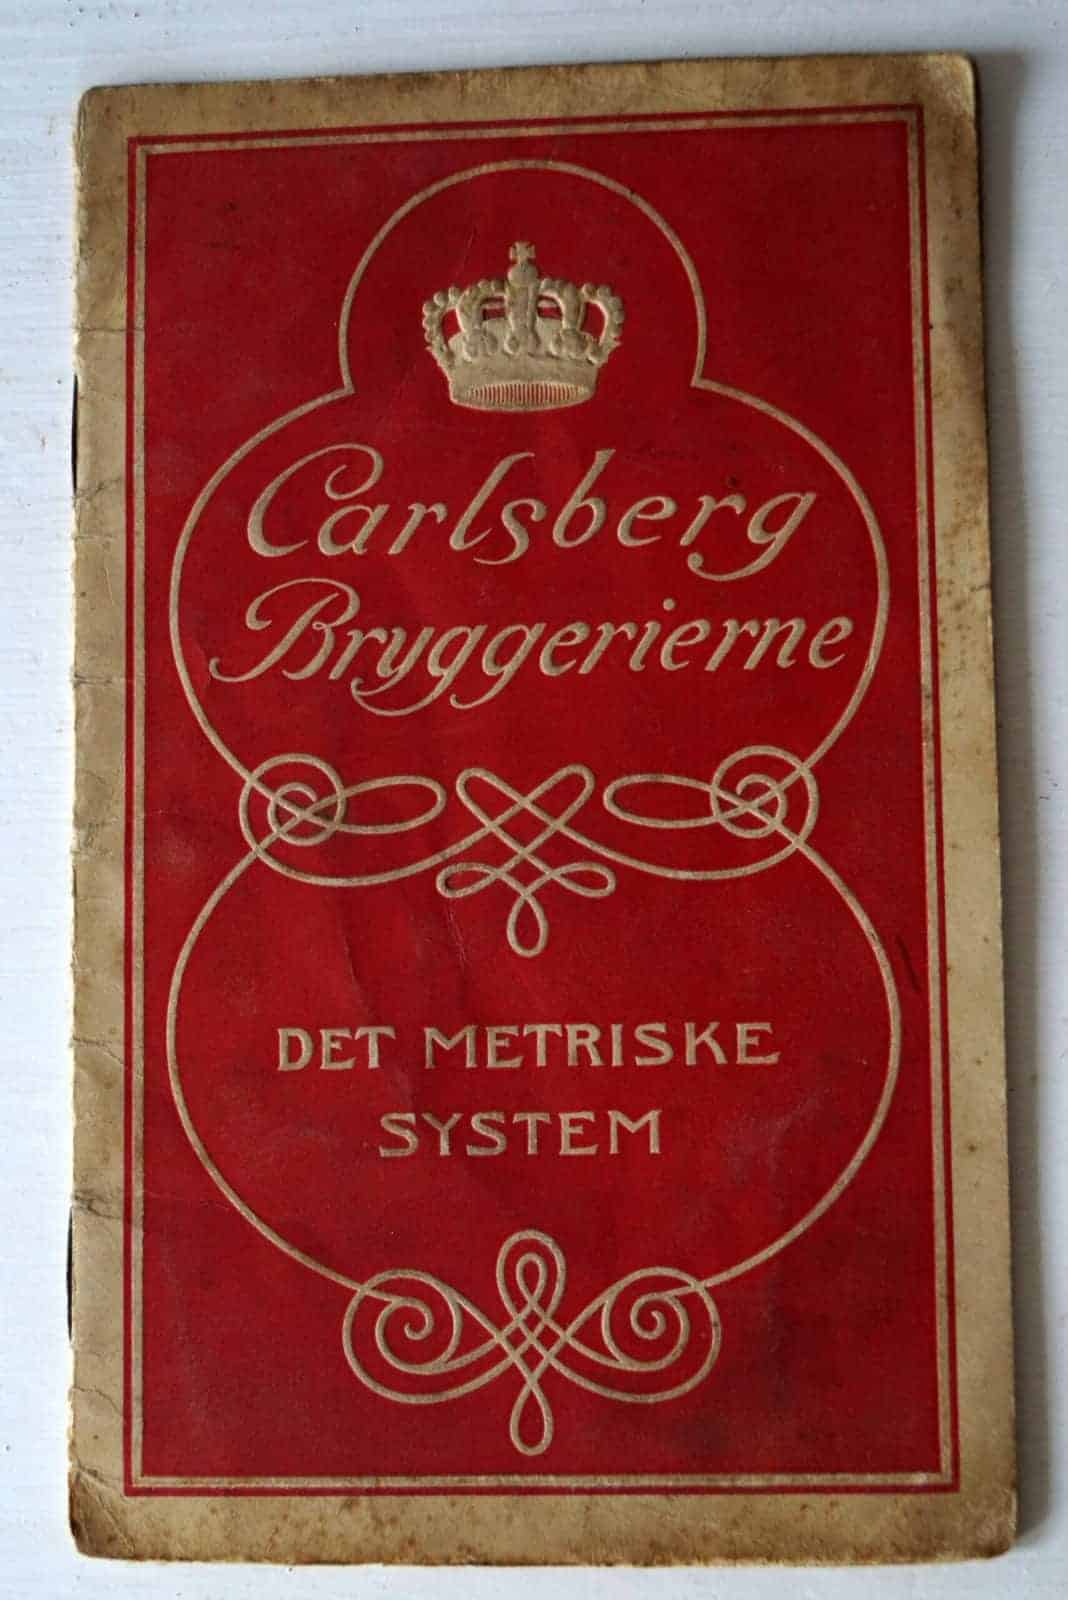 Carlsberg
Bryggerierne
DET METRISKE
SYSTEM